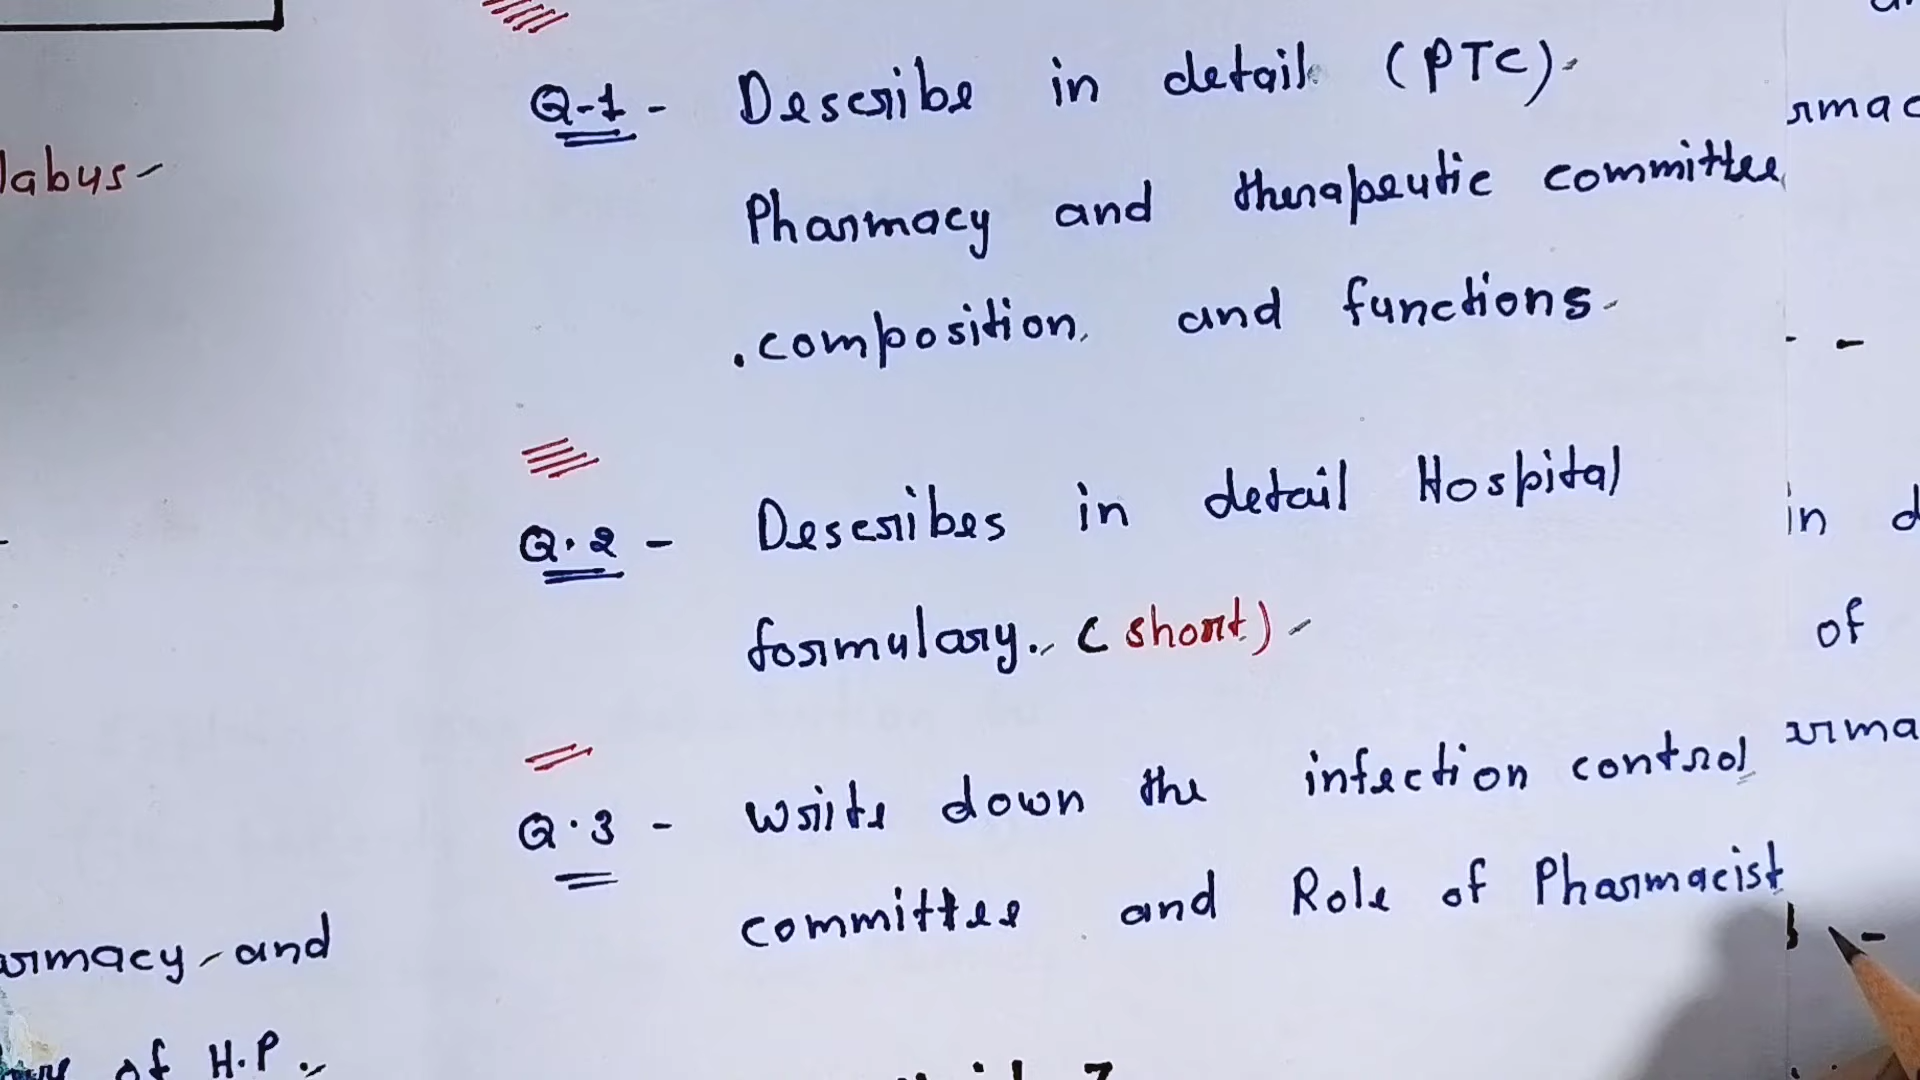 labus-
Q-1 - Describe in detail (PTC).
Pharmacy and therapeutic committee
.composition, and functions.
Q.2 - Describes in detail Hospital
formulary. (short)
Q.3 - write down the infection control
committee and Role of Pharmacist
armacy and
of H.P.
rmac
in d
of
rma